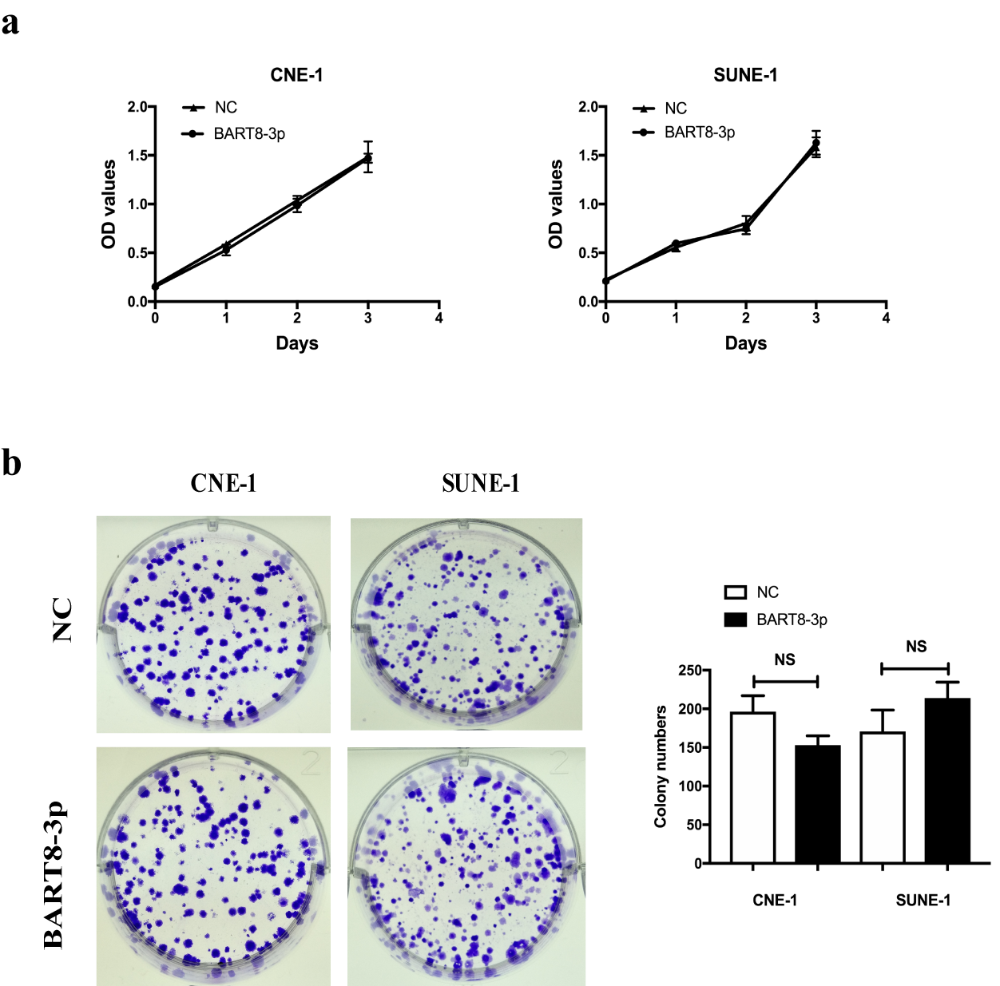 a
CNE-1
NC
BART8-3p
2.0
1.5
1.0
0.5
0.0
OD values
0 1 2 3 4
Days
SUNE-1
NC
BART8-3p
2.0
1.5
1.0
0.5
0.0
OD values
0 1 2 3 4
Days
b
CNE-1 SUNE-1
NC
BART8-3p
2
2
NC
BART8-3p
NS
NS
250
200
150
100
50
0
Colony numbers
CNE-1 SUNE-1